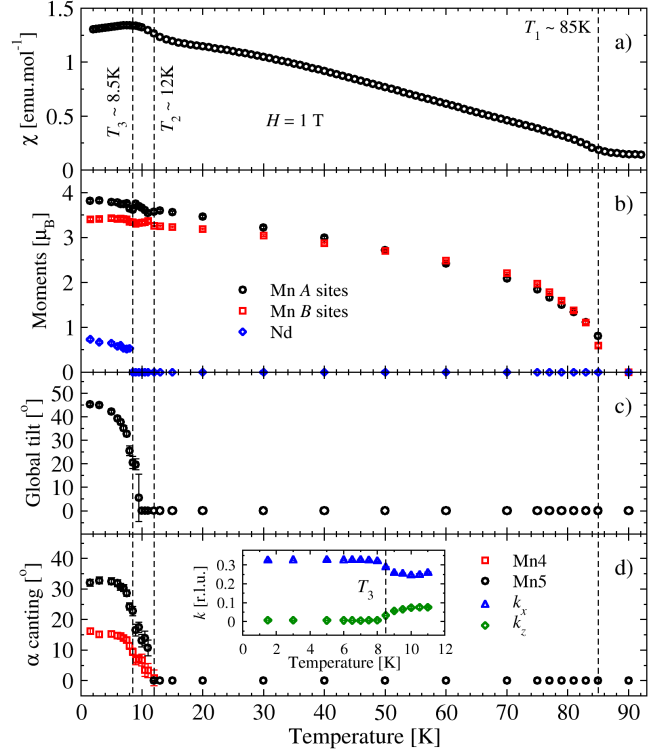 1.5
1
0.5
0
χ [emu.mol⁻¹]
T₃ ~ 8.5K
T₂ ~ 12K
H = 1 T
T₁ ~ 85K
a)
4
3
2
1
0
Moments [μB]
Mn A sites
Mn B sites
Nd
b)
50
40
30
20
10
0
Global tilt [°]
c)
40
30
20
10
0
α canting [°]
0.3
0.2
0.1
0
k [r.l.u.]
T₃
0 2 4 6 8 10 12
Temperature [K]
Mn4
Mn5
kx
kz
d)
0 10 20 30 40 50 60 70 80 90
Temperature [K]